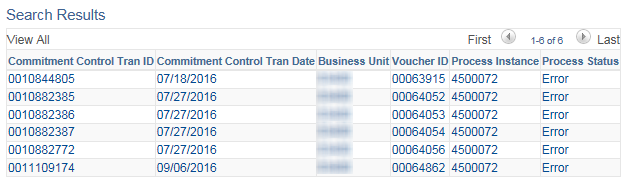 Search Results
View All First 1-6 of 6 Last
Commitment Control Tran ID Commitment Control Tran Date Business Unit Voucher ID Process Instance Process Status
0010844805 07/18/2016 00063915 4500072 Error
0010882385 07/27/2016 00064052 4500072 Error
0010882386 07/27/2016 00064053 4500072 Error
0010882387 07/27/2016 00064054 4500072 Error
0010882772 07/27/2016 00064056 4500072 Error
0011109174 09/06/2016 00064862 4500072 Error